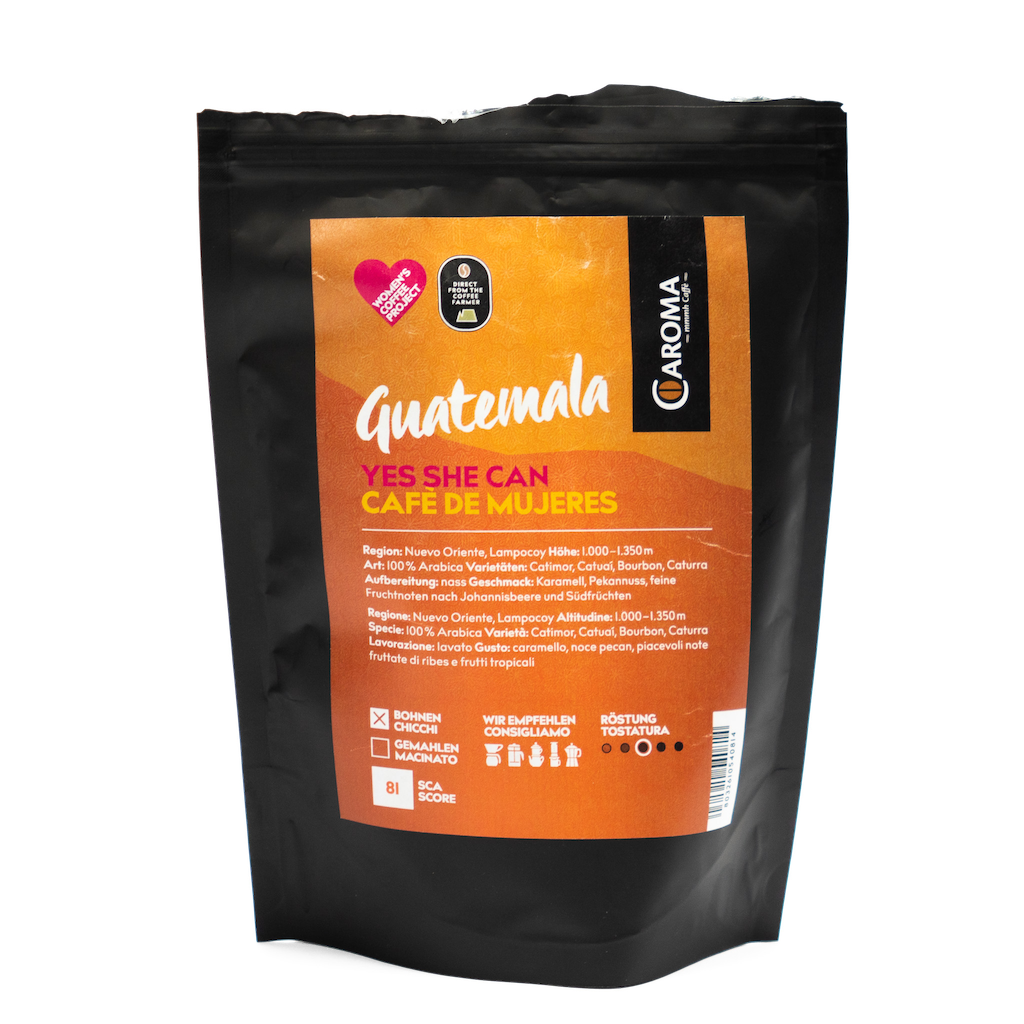 WOMEN'S
COFFEE
PROJECT
DIRECT
FROM THE
COFFEE
FARMER
CAROMA
– mmmh Caffè –
Guatemala
YES SHE CAN
CAFÈ DE MUJERES
Region: Nuevo Oriente, Lampocoy Höhe: 1.000–1.350 m
Art: 100 % Arabica Varietäten: Catimor, Catuaï, Bourbon, Caturra
Aufbereitung: nass Geschmack: Karamell, Pekannuss, feine
Fruchtnoten nach Johannisbeere und Südfrüchten
Regione: Nuevo Oriente, Lampocoy Altitudine: 1.000–1.350 m
Specie: 100 % Arabica Varietà: Catimor, Catuaï, Bourbon, Caturra
Lavorazione: lavato Gusto: caramello, noce pecan, piacevoli note
fruttate di ribes e frutti tropicali
BOHNEN
CHICCHI
GEMAHLEN
MACINATO
81
SCA
SCORE
WIR EMPFEHLEN
CONSIGLIAMO
RÖSTUNG
TOSTATURA
8032610540814